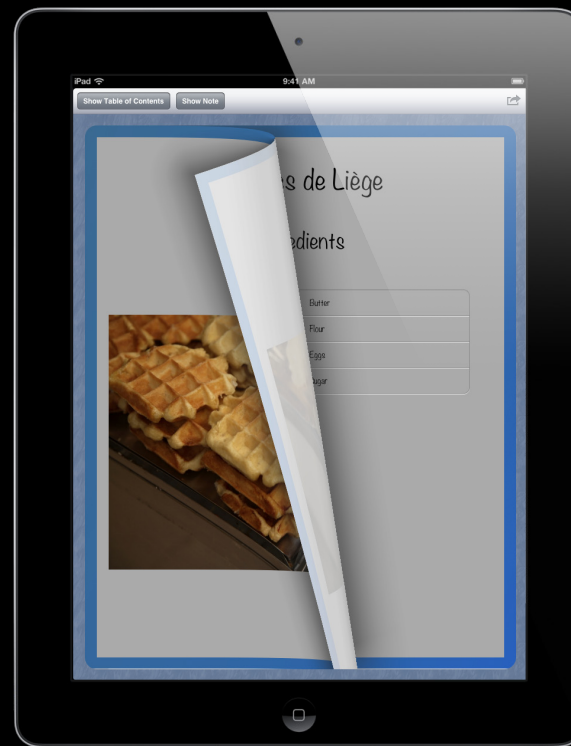 iPad 9:41 AM
Show Table of Contents Show Note
s de Liège
edients
Butter
Flour
Eggs
ugar